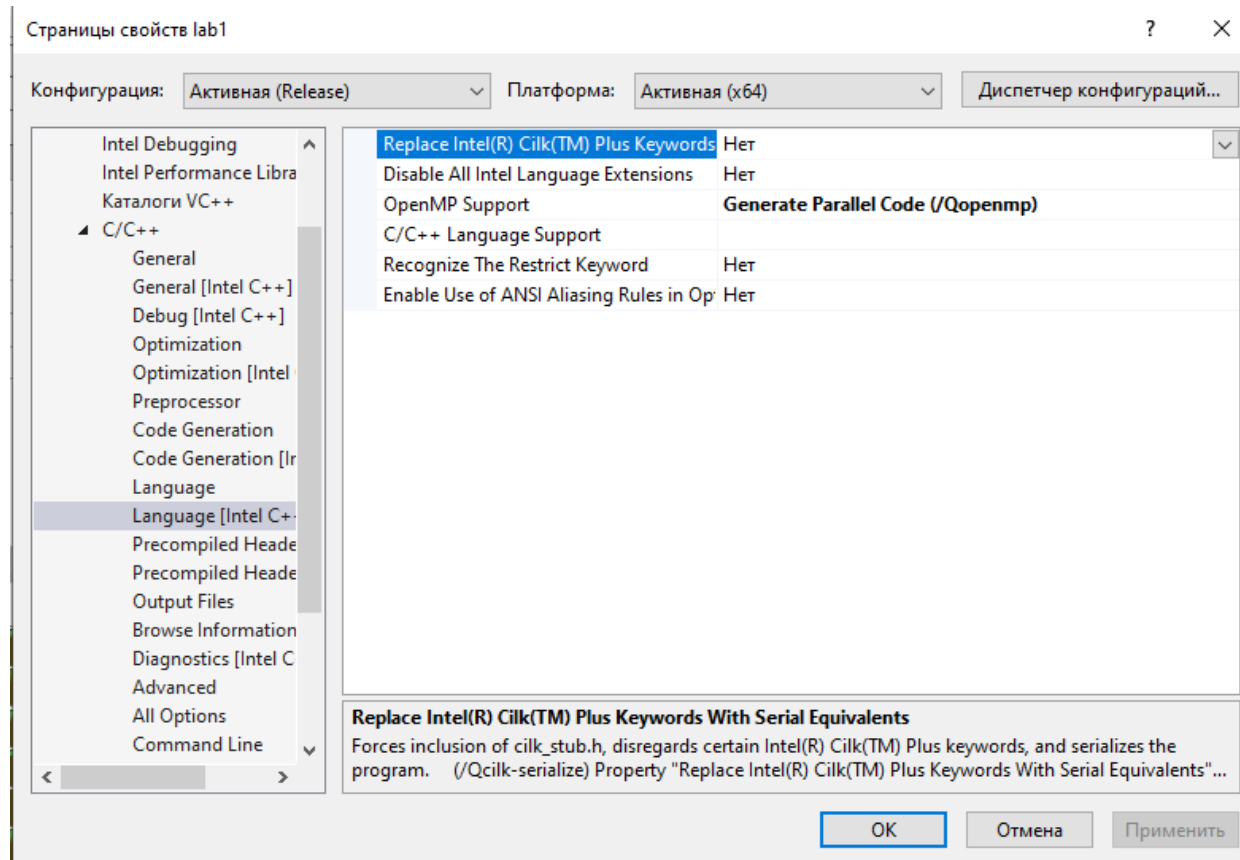 Страницы свойств lab1
?
Конфигурация: Активная (Release) Платформа: Активная (x64) Диспетчер конфигураций...
Intel Debugging
Intel Performance Libra
Каталоги VC++
C/C++
General
General [Intel C++]
Debug [Intel C++]
Optimization
Optimization [Intel
Preprocessor
Code Generation
Code Generation [Ir
Language
Language [Intel C+
Precompiled Heade
Precompiled Heade
Output Files
Browse Information
Diagnostics [Intel C
Advanced
All Options
Command Line
Replace Intel(R) Cilk(TM) Plus Keywords Нет
Disable All Intel Language Extensions Нет
OpenMP Support Generate Parallel Code (/Qopenmp)
C/C++ Language Support
Recognize The Restrict Keyword Нет
Enable Use of ANSI Aliasing Rules in Op Нет
Replace Intel(R) Cilk(TM) Plus Keywords With Serial Equivalents
Forces inclusion of cilk_stub.h, disregards certain Intel(R) Cilk(TM) Plus keywords, and serializes the
program. (/Qcilk-serialize) Property "Replace Intel(R) Cilk(TM) Plus Keywords With Serial Equivalents"...
ОК Отмена Применить